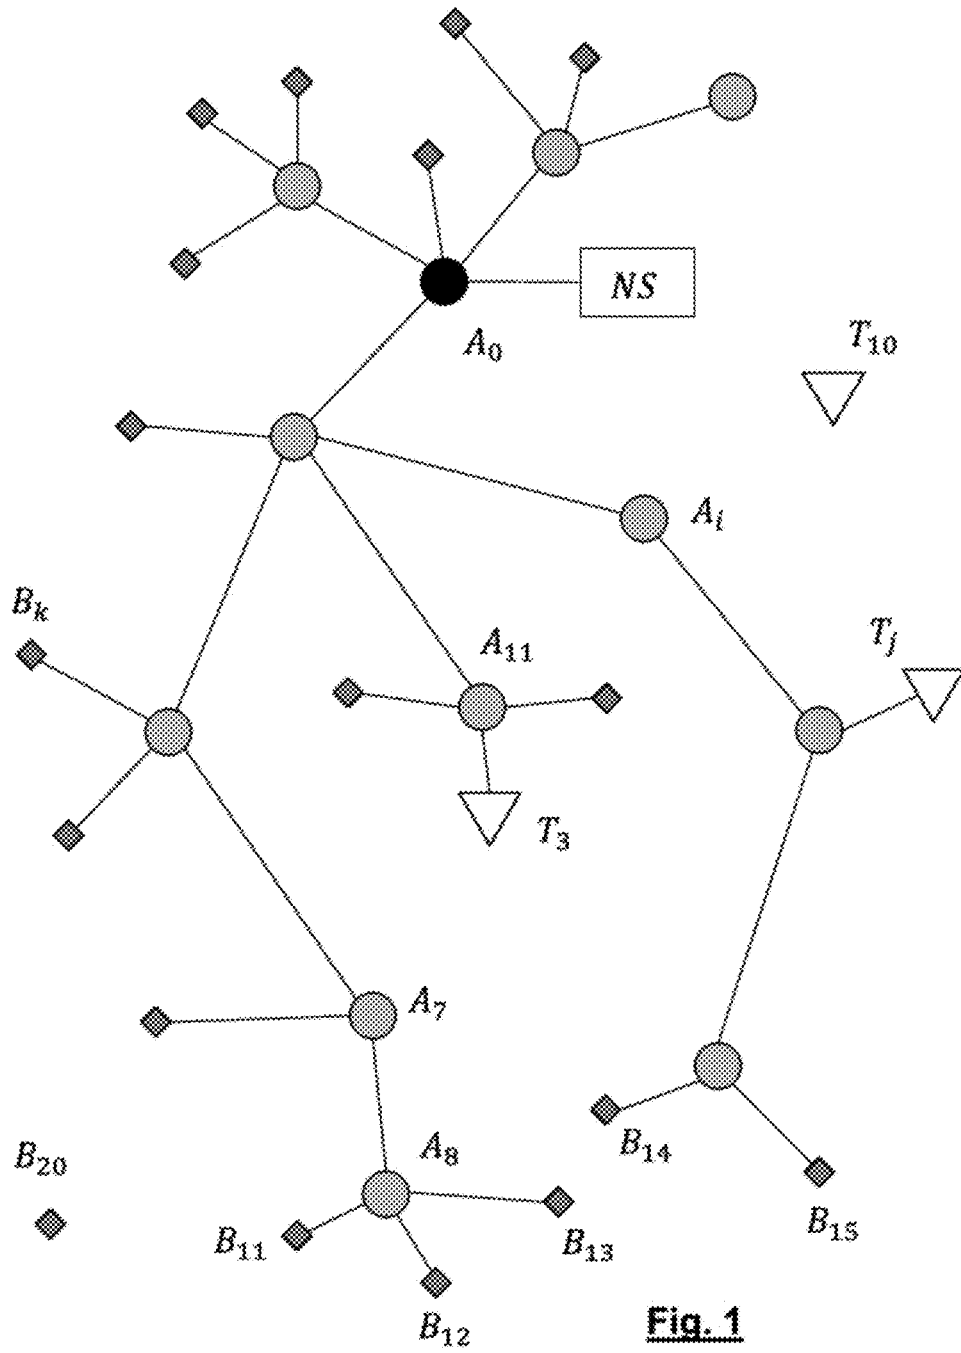 NS
A₀
T₁₀
Aᵢ
Bₖ
Tⱼ
A₁₁
T₃
A₇
A₈
B₂₀
B₁₄
B₁₅
B₁₁
B₁₃
B₁₂
Fig. 1